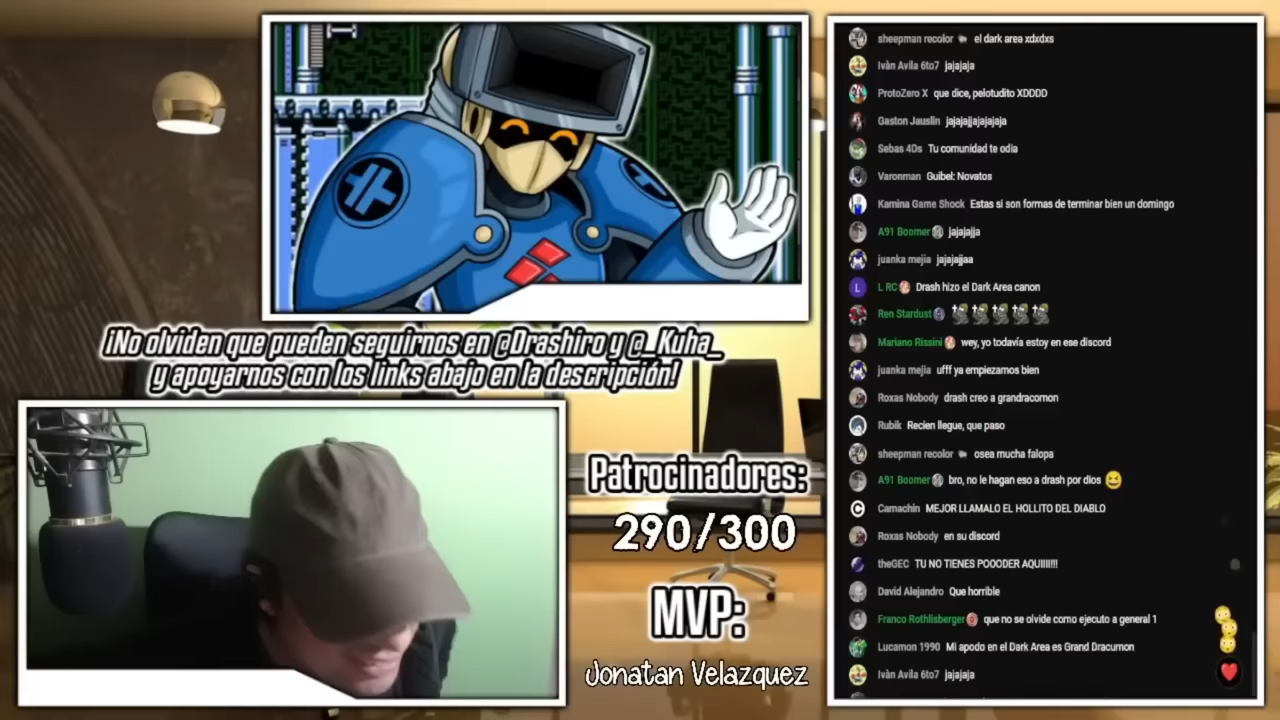 ¡No olviden que pueden seguirnos en @Drashiro y @_Kuha_
y apoyarnos con los links abajo en la descripción!
Patrocinadores:
290/300
MVP:
Jonatan Velazquez
sheepman recolor el dark area xdxdxs
Ivàn Avila 6to7 jajajaja
ProtoZero X que dice, pelotudito XDDDD
Gaston Jauslin jajajajjajajajaja
Sebas 4Ds Tu comunidad te odia
Varonman Guibel: Novatos
Kamina Game Shock Estas si son formas de terminar bien un domingo
A91 Boomer jajajajja
juanka mejia jajajajjaa
L
L RC Drash hizo el Dark Area canon
Ren Stardust
Mariano Rissini wey, yo todavía estoy en ese discord
juanka mejia ufff ya empiezamos bien
Roxas Nobody drash creo a grandracomon
Rubik Recien llegue, que paso
sheepman recolor osea mucha falopa
A91 Boomer bro, no le hagan eso a drash por dios 😆
C
Camachin MEJOR LLAMALO EL HOLLITO DEL DIABLO
Roxas Nobody en su discord
theGEC TU NO TIENES POOODER AQUIIIII!!!
David Alejandro Que horrible
Franco Rothlisberger que no se olvide como ejecuto a general 1
Lucamon 1990 Mi apodo en el Dark Area es Grand Dracumon
Ivàn Avila 6to7 jajajaja